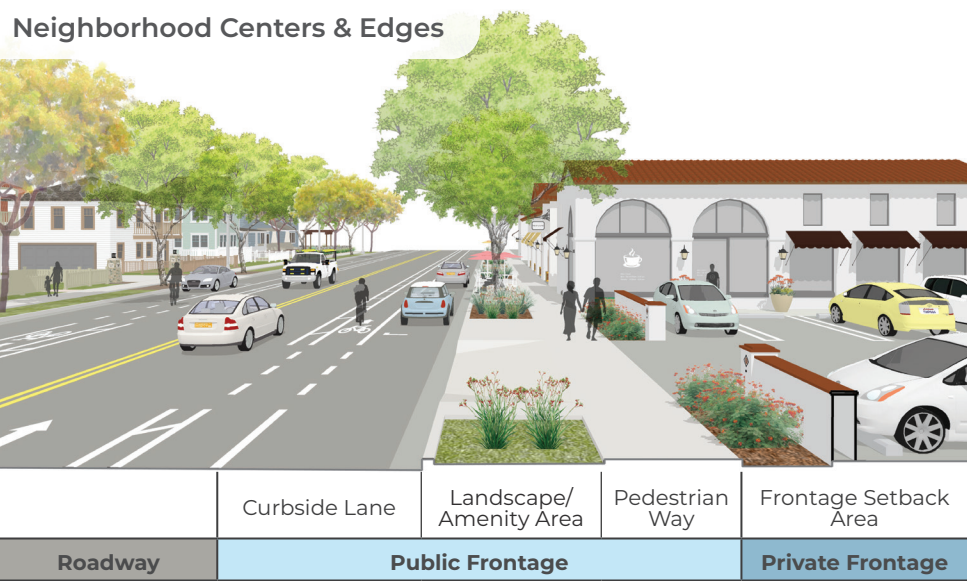 Neighborhood Centers & Edges
Curbside Lane
Landscape/
Amenity Area
Pedestrian
Way
Frontage Setback
Area
Roadway
Public Frontage
Private Frontage